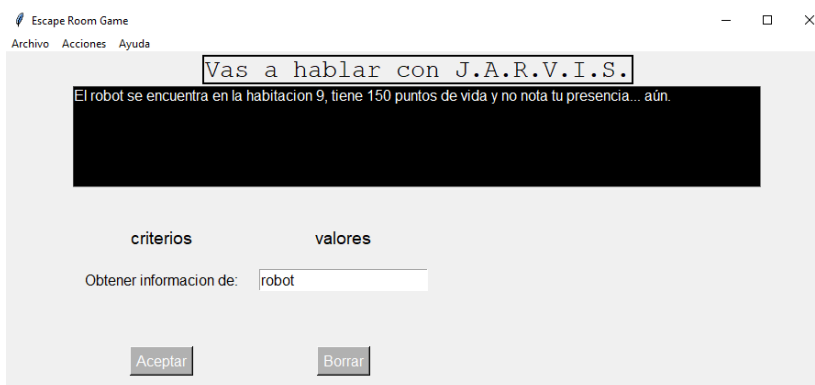 Escape Room Game
Archivo Acciones Ayuda
Vas a hablar con J.A.R.V.I.S.
El robot se encuentra en la habitacion 9, tiene 150 puntos de vida y no nota tu presencia... aún.
criterios valores
Obtener informacion de: robot
Aceptar Borrar